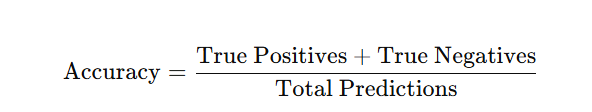 Accuracy = True Positives + True Negatives
Total Predictions